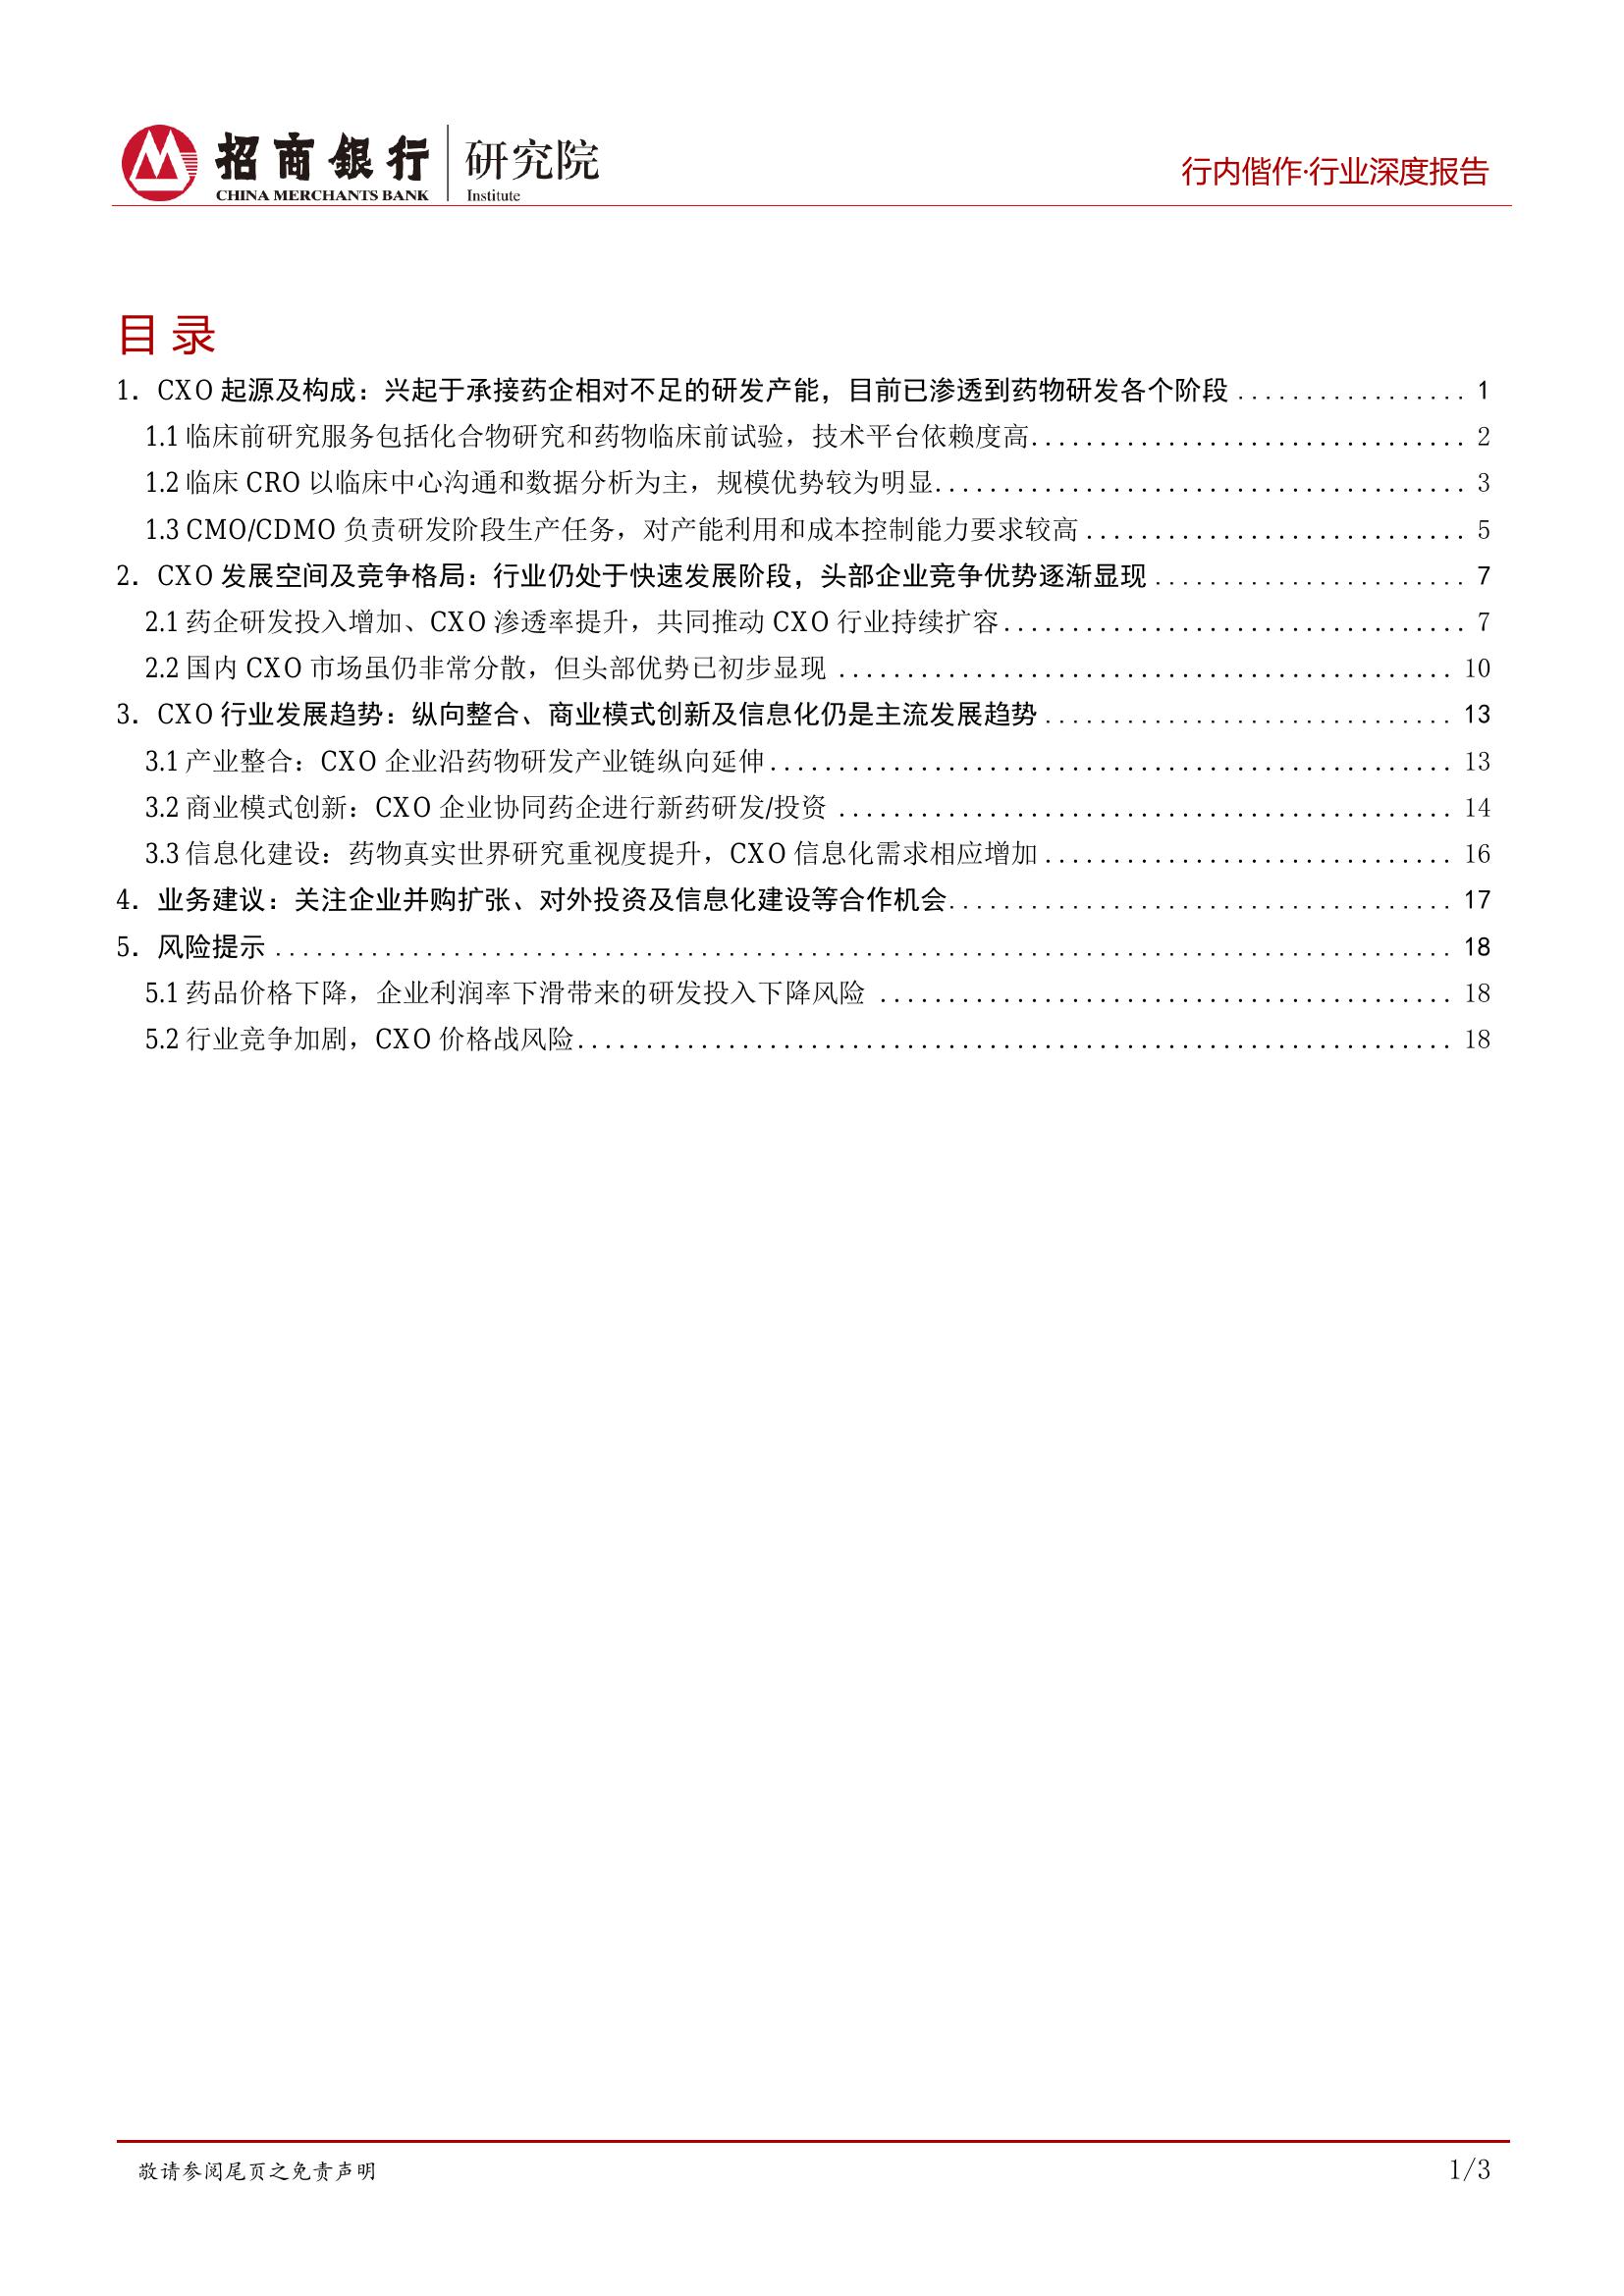 招商银行 研究院
CHINA MERCHANTS BANK Institute
行内偕作·行业深度报告
目录
1. CXO 起源及构成：兴起于承接药企相对不足的研发产能，目前已渗透到药物研发各个阶段 ................. 1
1.1 临床前研究服务包括化合物研究和药物临床前试验，技术平台依赖度高................................ 2
1.2 临床 CRO 以临床中心沟通和数据分析为主，规模优势较为明显....................................... 3
1.3 CMO/CDMO 负责研发阶段生产任务，对产能利用和成本控制能力要求较高 ............................ 5
2. CXO 发展空间及竞争格局：行业仍处于快速发展阶段，头部企业竞争优势逐渐显现 ....................... 7
2.1 药企研发投入增加、CXO 渗透率提升，共同推动 CXO 行业持续扩容.................................. 7
2.2 国内 CXO 市场虽仍非常分散，但头部优势已初步显现 ............................................. 10
3. CXO 行业发展趋势：纵向整合、商业模式创新及信息化仍是主流发展趋势 .............................. 13
3.1 产业整合：CXO 企业沿药物研发产业链纵向延伸.................................................. 13
3.2 商业模式创新：CXO 企业协同药企进行新药研发/投资 ............................................. 14
3.3 信息化建设：药物真实世界研究重视度提升，CXO 信息化需求相应增加 .............................. 16
4. 业务建议：关注企业并购扩张、对外投资及信息化建设等合作机会..................................... 17
5. 风险提示 ...................................................................................... 18
5.1 药品价格下降，企业利润率下滑带来的研发投入下降风险 .......................................... 18
5.2 行业竞争加剧，CXO 价格战风险................................................................ 18
敬请参阅尾页之免责声明
1/3